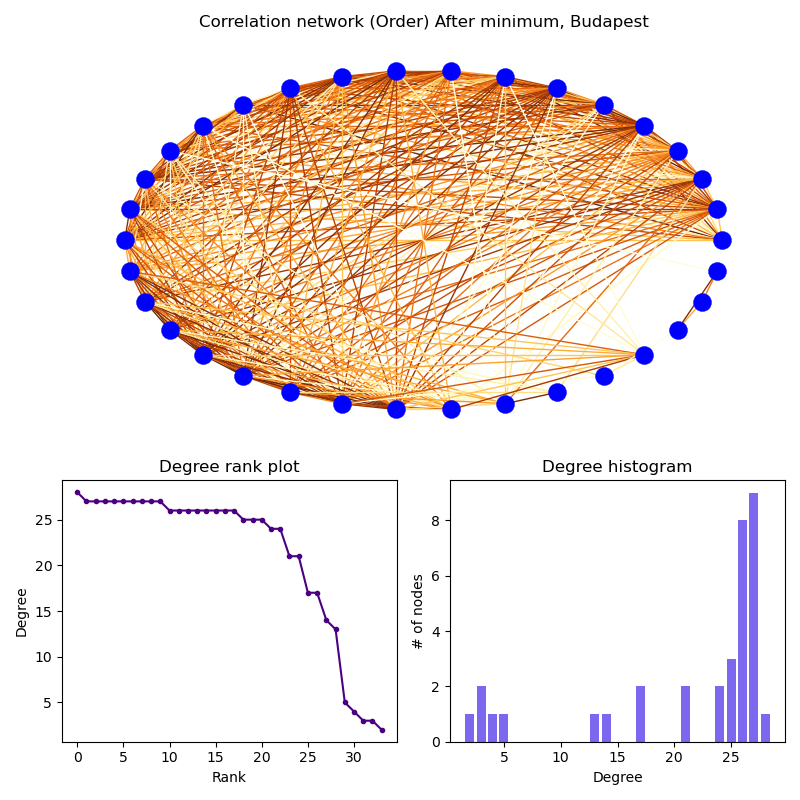 Correlation network (Order) After minimum, Budapest
Degree rank plot
Degree
25
20
15
10
5
0 5 10 15 20 25 30
Rank
Degree histogram
# of nodes
8
6
4
2
0
5 10 15 20 25
Degree